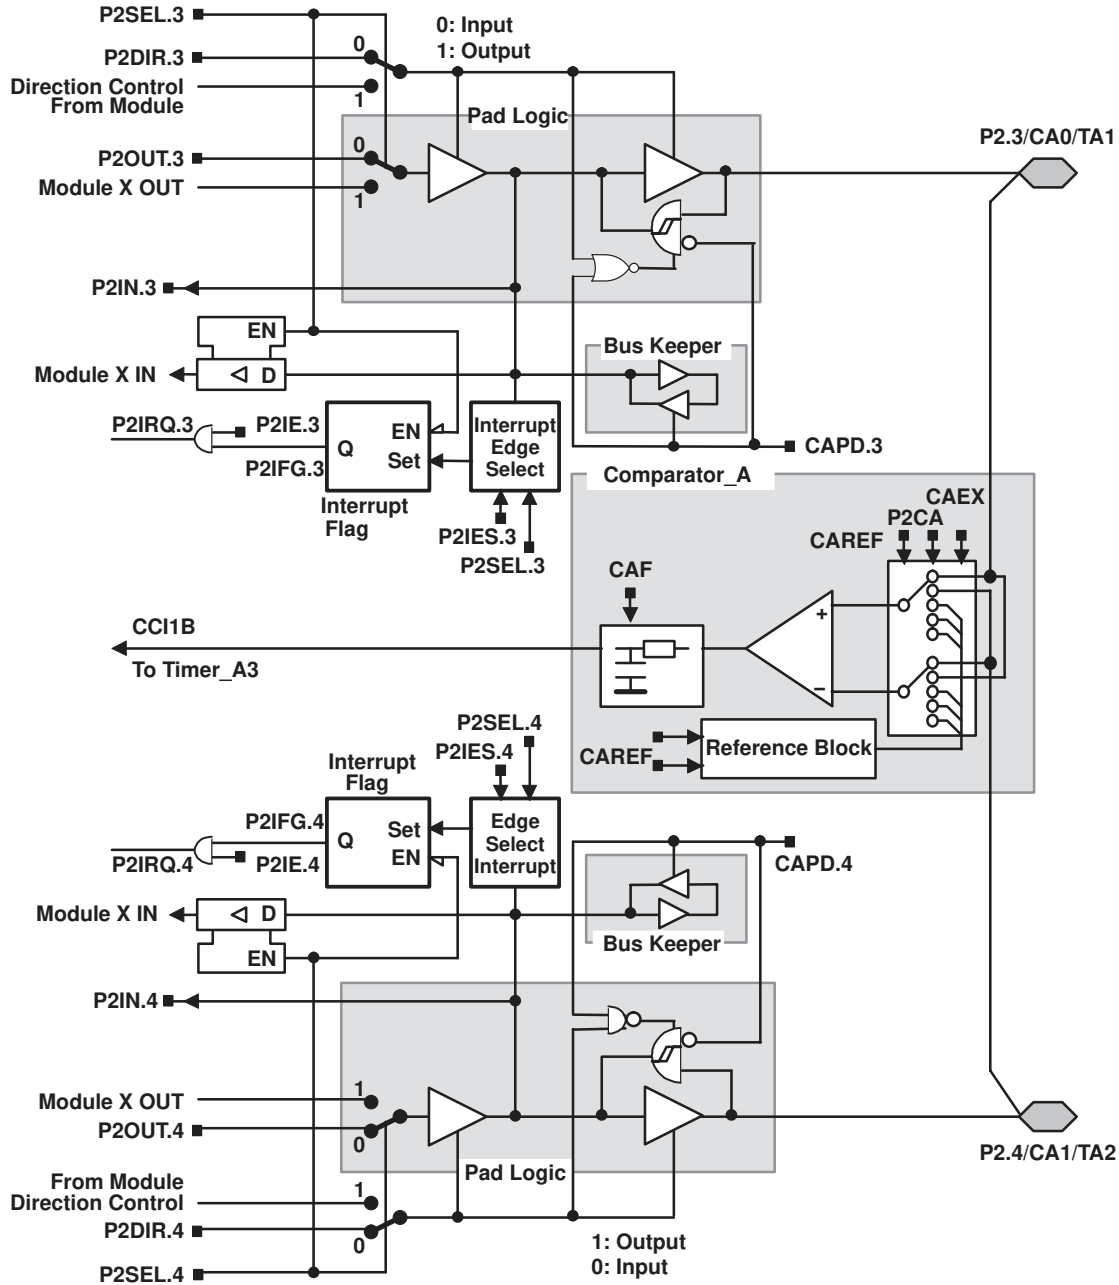 P2SEL.3
0: Input
1: Output
P2DIR.3
0
Direction Control
From Module
1
Pad Logic
P2.3/CA0/TA1
P2OUT.3
0
Module X OUT
1
P2IN.3
EN
Bus Keeper
Module X IN
D
P2IRQ.3
P2IE.3
P2IFG.3
Q
EN
Set
Interrupt
Edge
Select
CAPD.3
Interrupt
Flag
P2IES.3
P2SEL.3
Comparator_A
CAEX
P2CA
CAREF
CAF
CCI1B
To Timer_A3
+
−
Reference Block
CAREF
P2SEL.4
P2IES.4
Interrupt
Flag
P2IFG.4
P2IRQ.4
P2IE.4
Q
Set
EN
Edge
Select
Interrupt
CAPD.4
Module X IN
D
EN
Bus Keeper
P2IN.4
Module X OUT
1
P2OUT.4
0
Pad Logic
P2.4/CA1/TA2
From Module
Direction Control
1
P2DIR.4
0
1: Output
0: Input
P2SEL.4